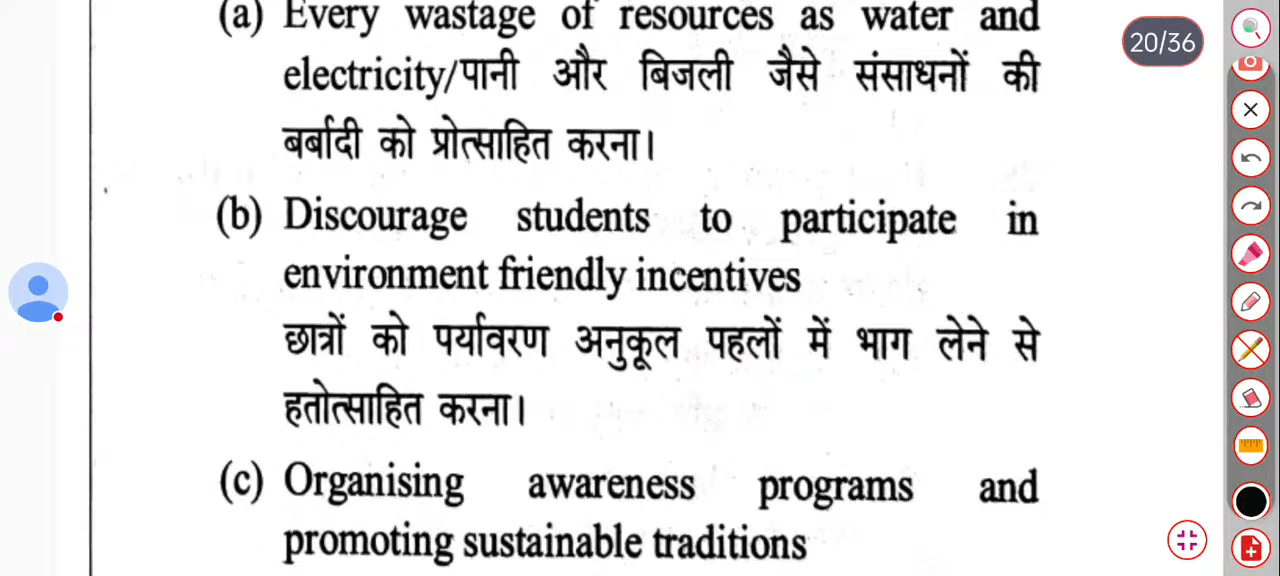 (a) Every wastage of resources as water and
electricity/पानी और बिजली जैसे संसाधनों की
बर्बादी को प्रोत्साहित करना।
(b) Discourage students to participate in
environment friendly incentives
छात्रों को पर्यावरण अनुकूल पहलों में भाग लेने से
हतोत्साहित करना।
(c) Organising awareness programs and
promoting sustainable traditions
20/36